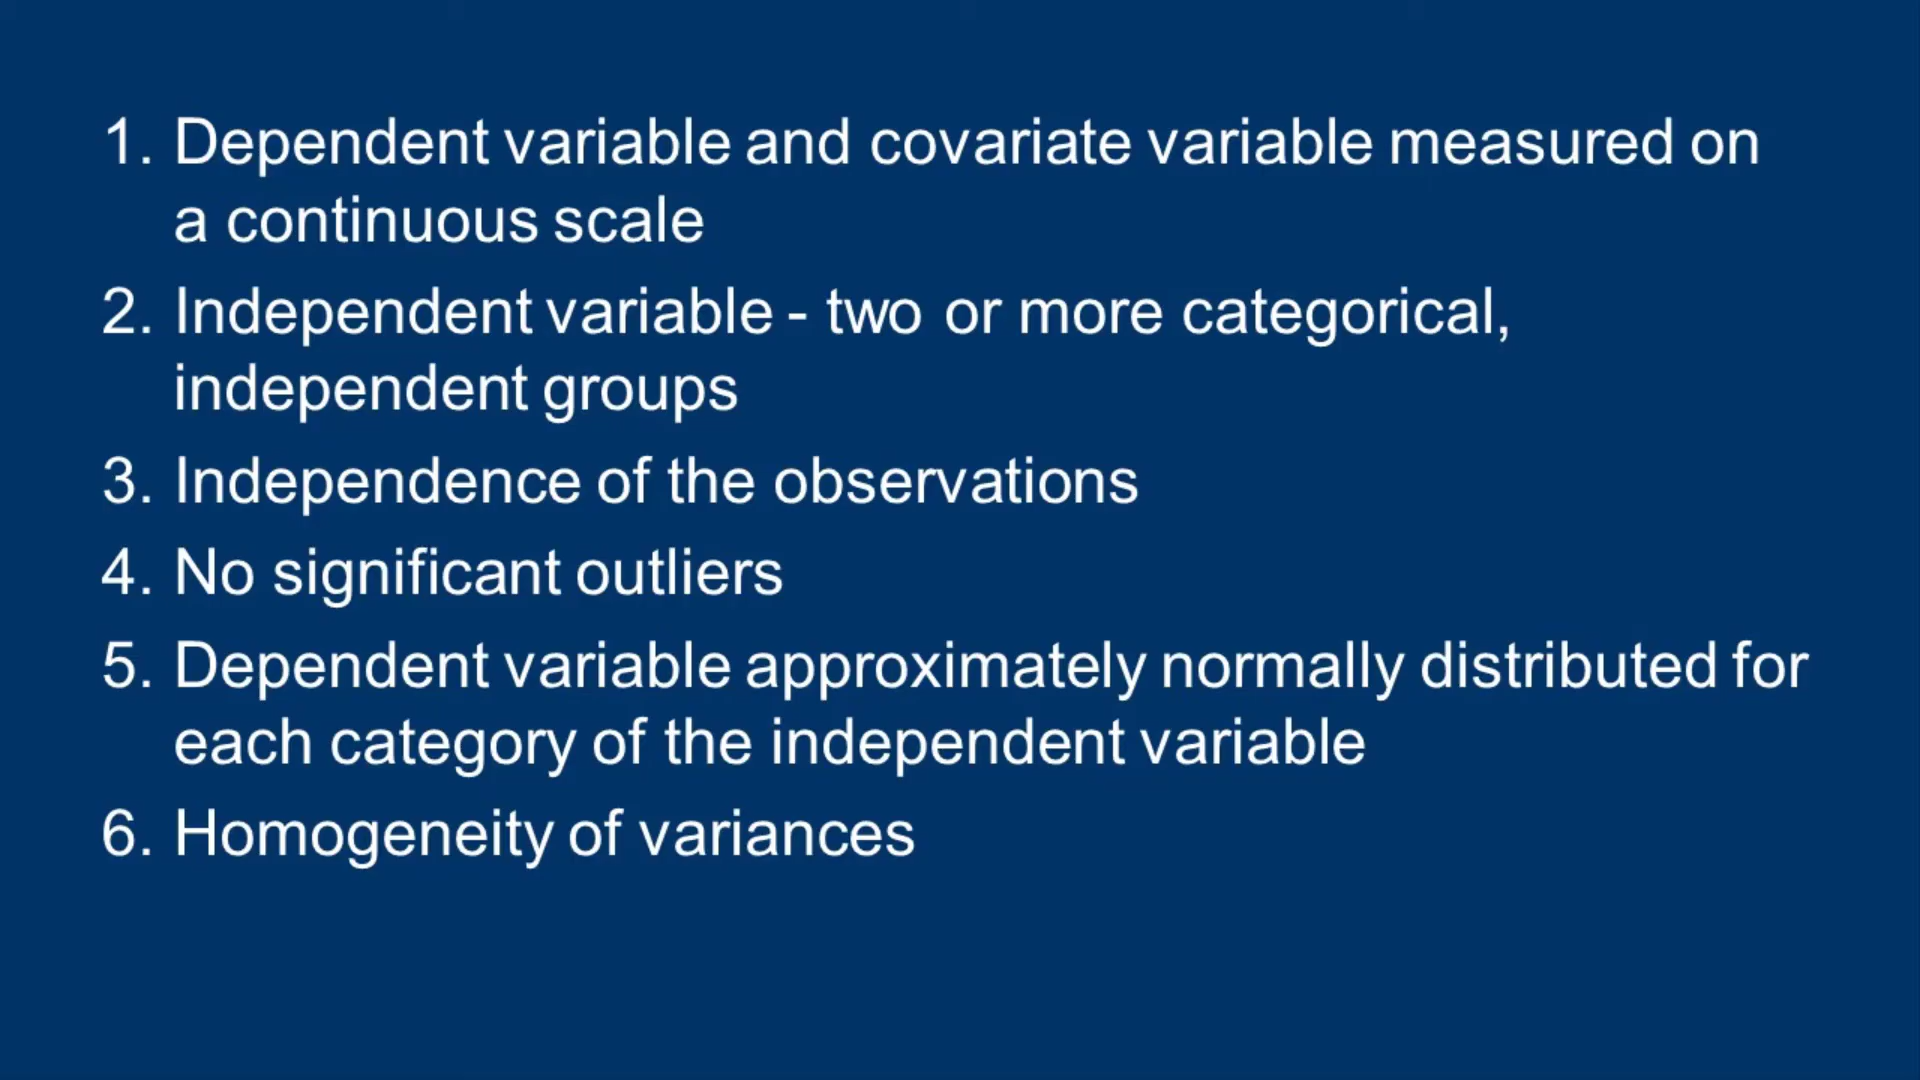 1. Dependent variable and covariate variable measured on
a continuous scale
2. Independent variable - two or more categorical,
independent groups
3. Independence of the observations
4. No significant outliers
5. Dependent variable approximately normally distributed for
each category of the independent variable
6. Homogeneity of variances